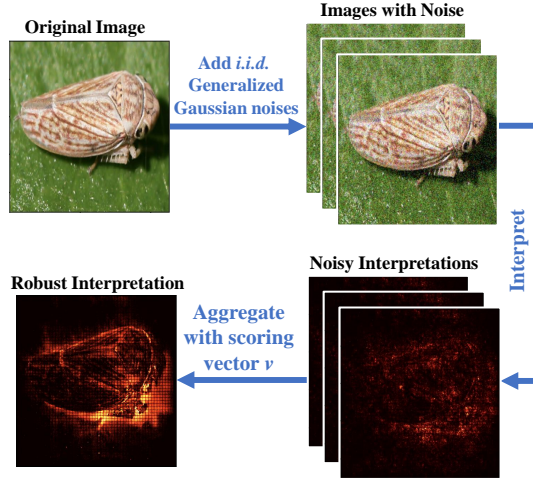 Original Image
Add i.i.d.
Generalized
Gaussian noises
Images with Noise
Interpret
Noisy Interpretations
Aggregate
with scoring
vector v
Robust Interpretation